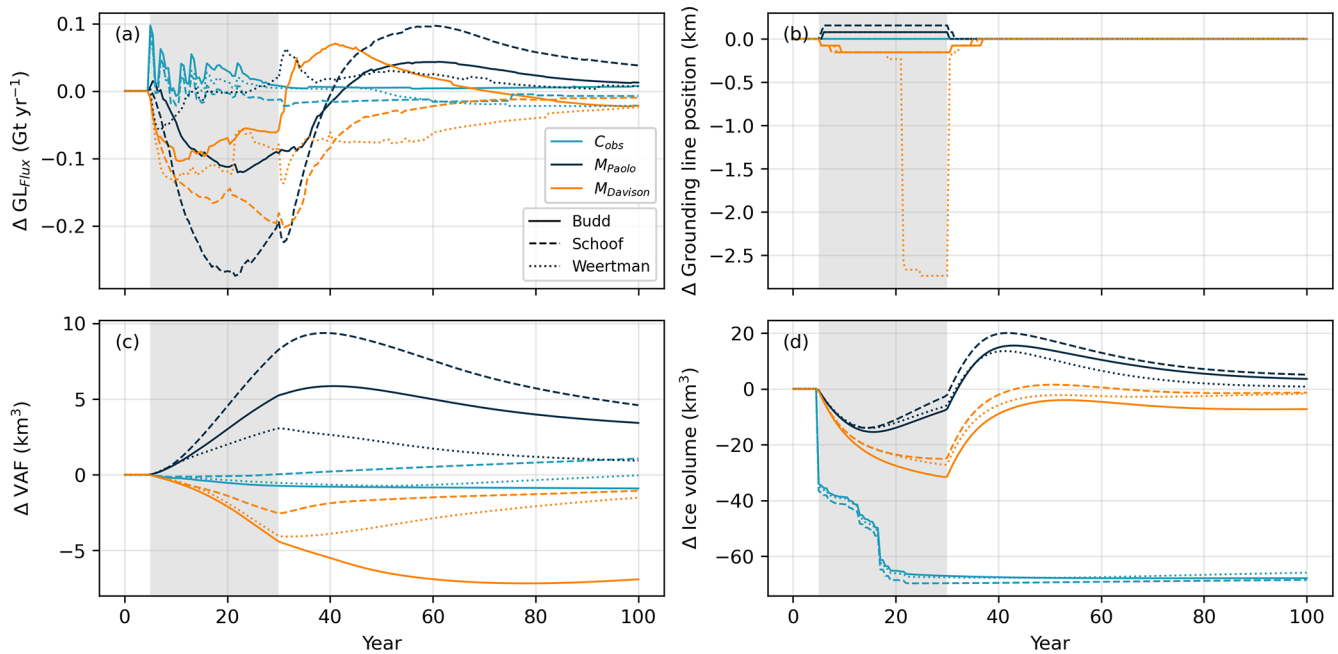 (a)
Δ GL_Flux (Gt yr⁻¹)
0.1
0.0
−0.1
−0.2
C_obs
M_Paolo
M_Davison
Budd
Schoof
Weertman
(b)
Δ Grounding line position (km)
0.0
−0.5
−1.0
−1.5
−2.0
−2.5
(c)
Δ VAF (km³)
10
5
0
−5
0 20 40 60 80 100
Year
(d)
Δ Ice volume (km³)
20
0
−20
−40
−60
0 20 40 60 80 100
Year